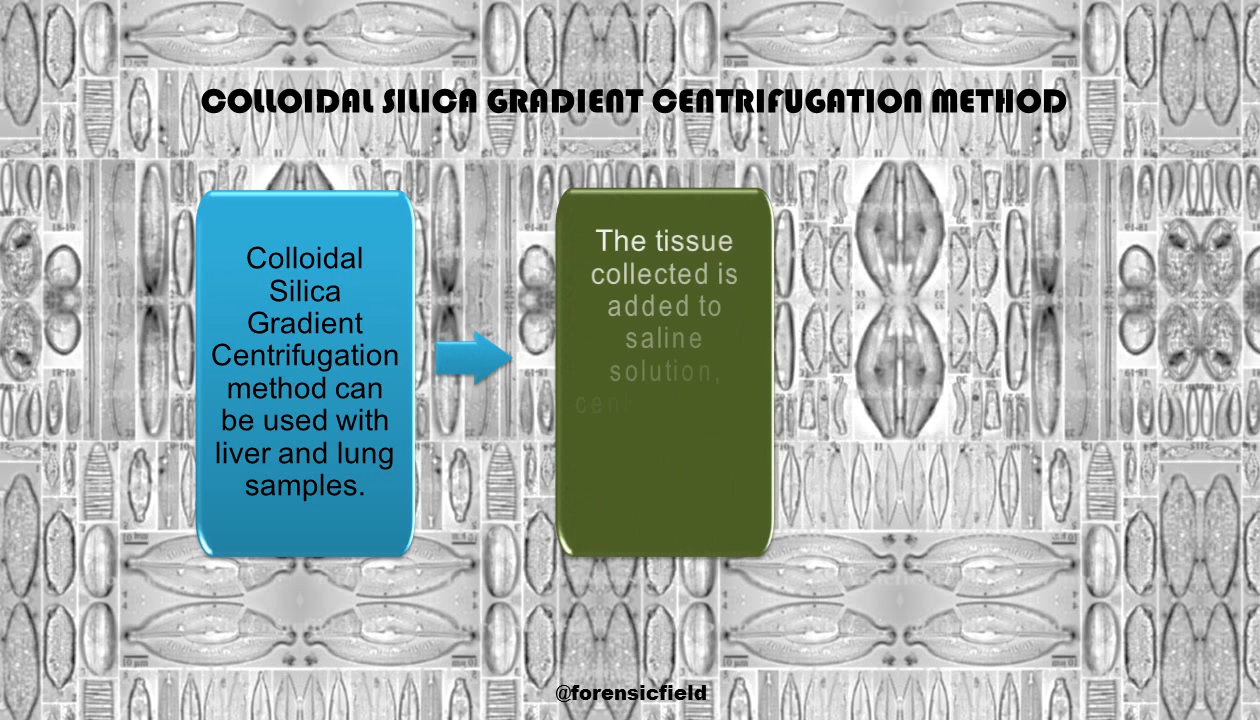 COLLOIDAL SILICA GRADIENT CENTRIFUGATION METHOD
Colloidal
Silica
Gradient
Centrifugation
method can
be used with
liver and lung
samples.
The tissue
collected is
added to
saline
solution,
@forensicfield